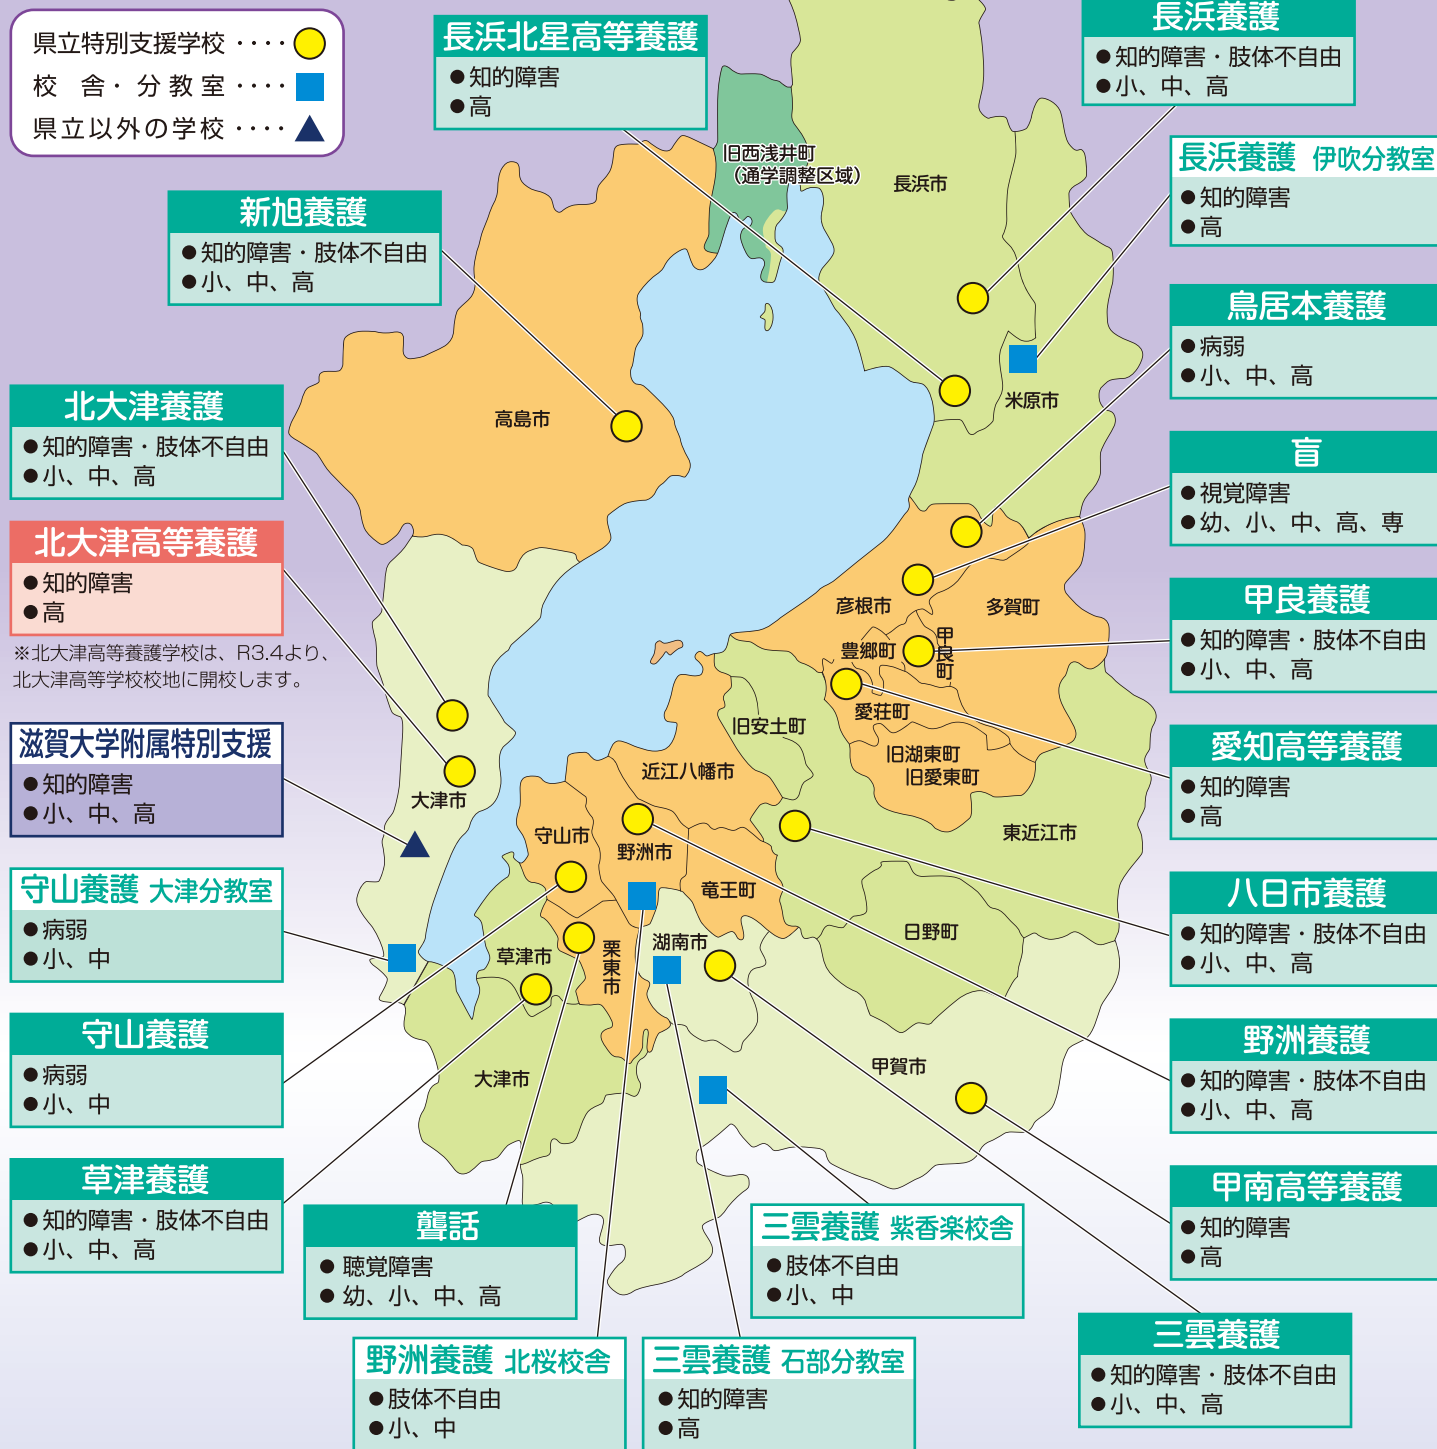 県立特別支援学校 ････
校 舎・分教室 ････
県立以外の学校 ････
長浜北星高等養護
●知的障害
●高
長浜養護
●知的障害・肢体不自由
●小、中、高
長浜養護 伊吹分教室
●知的障害
●高
新旭養護
●知的障害・肢体不自由
●小、中、高
鳥居本養護
●病弱
●小、中、高
北大津養護
●知的障害・肢体不自由
●小、中、高
盲
●視覚障害
●幼、小、中、高、専
北大津高等養護
●知的障害
●高
※北大津高等養護学校は、R3.4より、
北大津高等学校校地に開校します。
甲良養護
●知的障害・肢体不自由
●小、中、高
滋賀大学附属特別支援
●知的障害
●小、中、高
愛知高等養護
●知的障害
●高
守山養護 大津分教室
●病弱
●小、中
八日市養護
●知的障害・肢体不自由
●小、中、高
守山養護
●病弱
●小、中
野洲養護
●知的障害・肢体不自由
●小、中、高
草津養護
●知的障害・肢体不自由
●小、中、高
甲南高等養護
●知的障害
●高
聾話
●聴覚障害
●幼、小、中、高
三雲養護 紫香楽校舎
●肢体不自由
●小、中
野洲養護 北桜校舎
●肢体不自由
●小、中
三雲養護 石部分教室
●知的障害
●高
三雲養護
●知的障害・肢体不自由
●小、中、高
旧西浅井町
（通学調整区域）
長浜市
米原市
高島市
彦根市
多賀町
豊郷町
甲良町
愛荘町
旧安土町
旧湖東町
旧愛東町
近江八幡市
大津市
東近江市
守山市
野洲市
竜王町
日野町
湖南市
草津市
栗東市
甲賀市
大津市